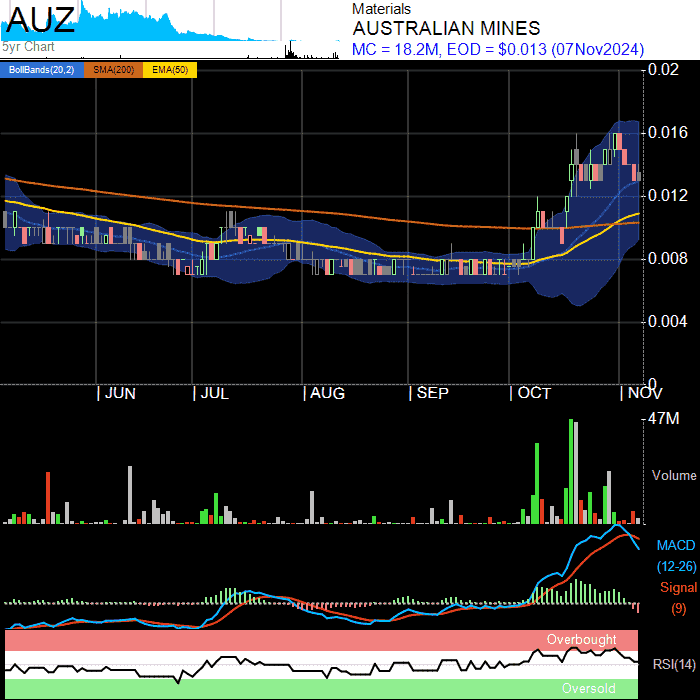 AUZ
5yr Chart
Materials
AUSTRALIAN MINES
MC = 18.2M, EOD = $0.013 (07Nov2024)
BollBands(20,2) SMA(200) EMA(50)
0.02
0.016
0.012
0.008
0.004
0
JUN JUL AUG SEP OCT NOV
47M
Volume
MACD
(12-26)
Signal
(9)
Overbought
RSI(14)
Oversold